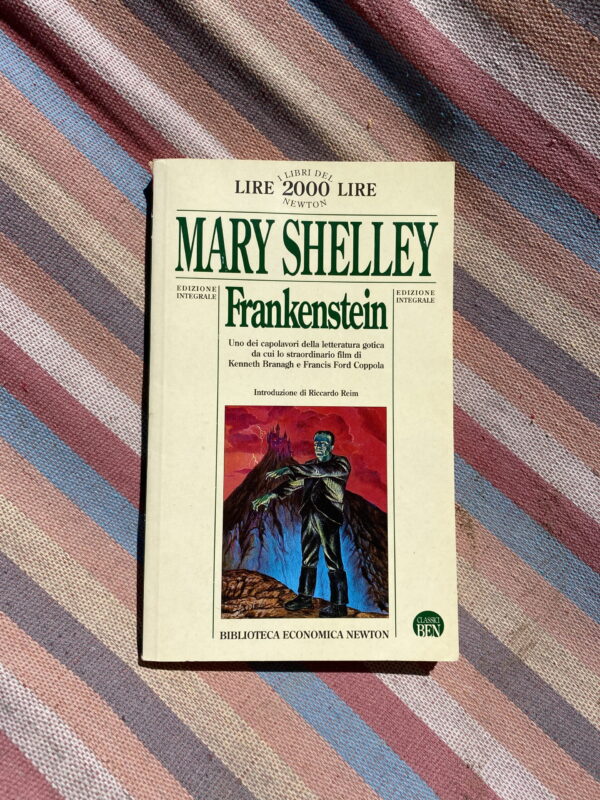 I LIBRI DEL
LIRE 2000 LIRE
NEWTON
MARY SHELLEY
EDIZIONE
INTEGRALE
Frankenstein
EDIZIONE
INTEGRALE
Uno dei capolavori della letteratura gotica
da cui lo straordinario film di
Kenneth Branagh e Francis Ford Coppola
Introduzione di Riccardo Reim
CLASSICI
BEN
BIBLIOTECA ECONOMICA NEWTON